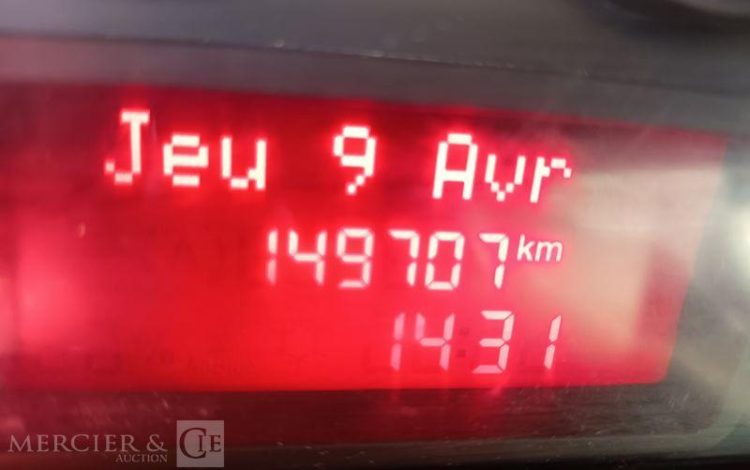 Jeu 9 Avr
149707 km
14:31
MERCIER & CIE
AUCTION